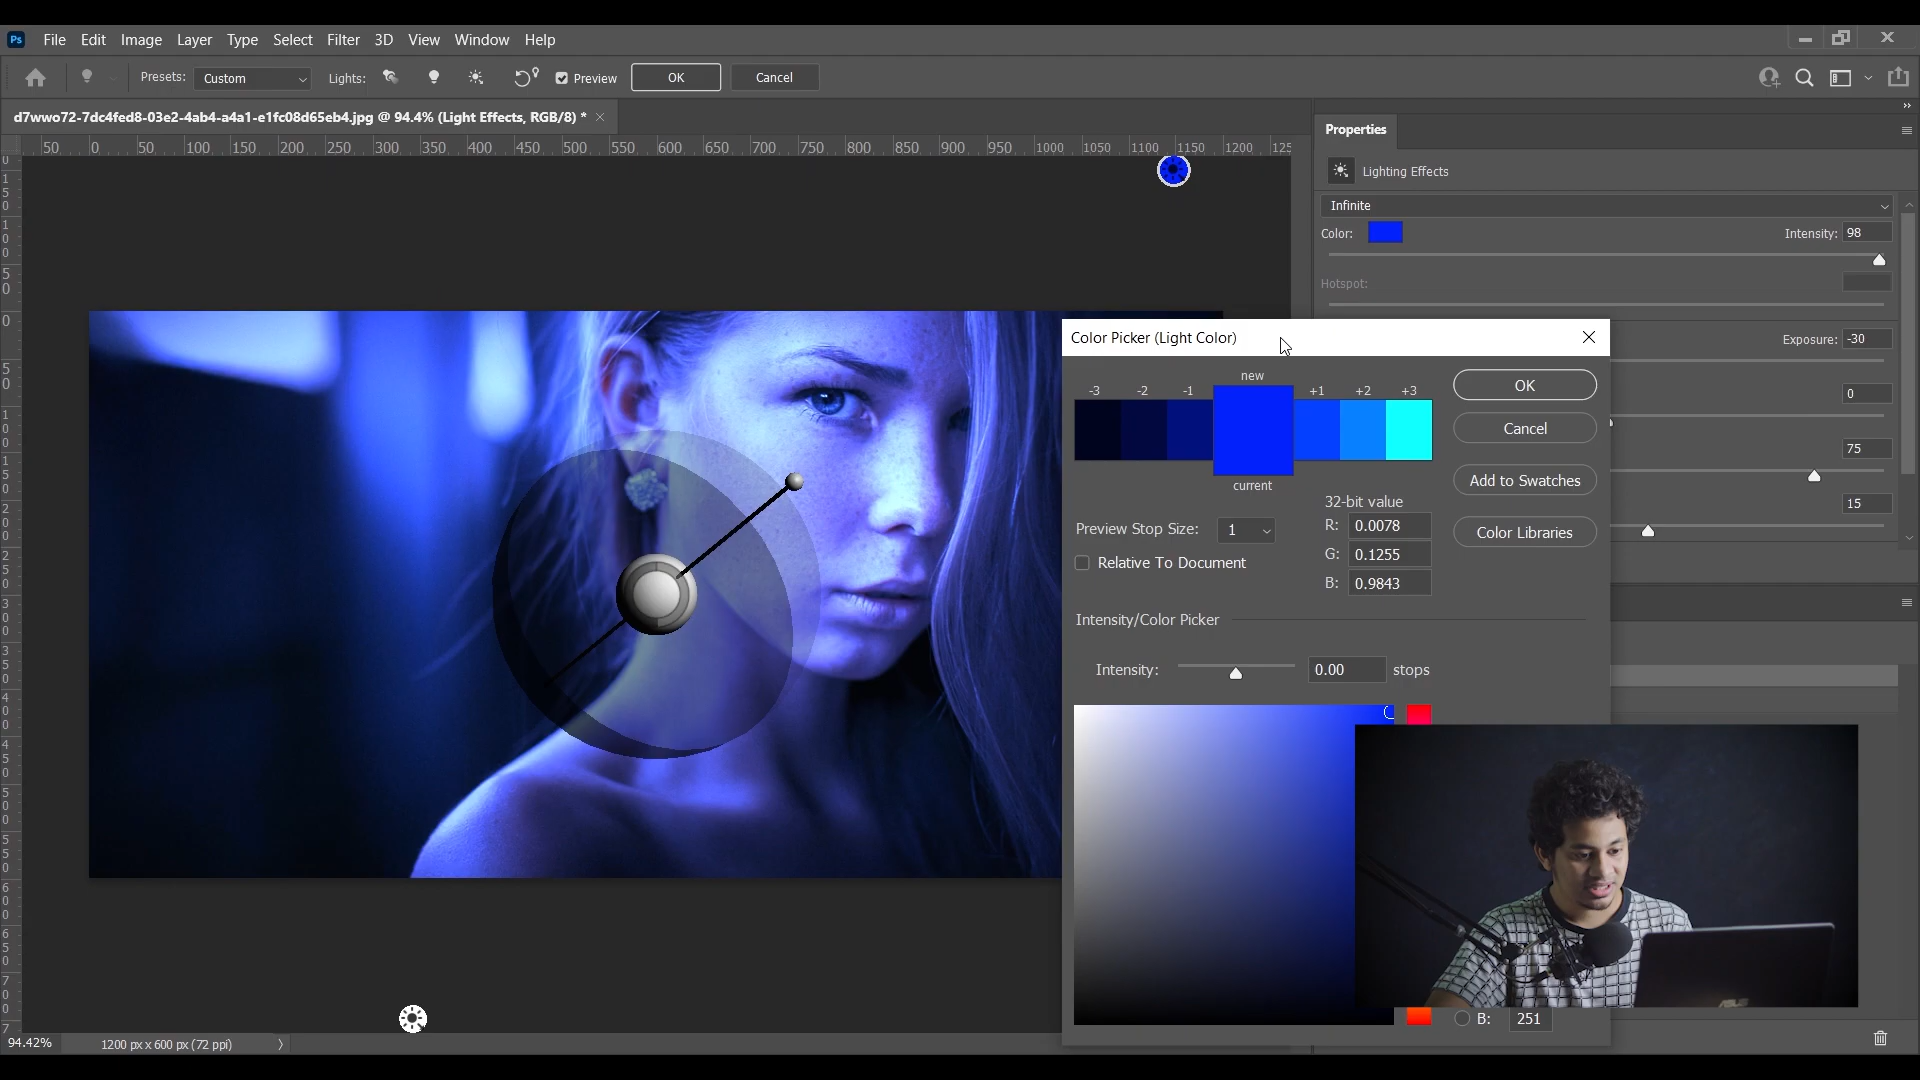 Ps File Edit Image Layer Type Select Filter 3D View Window Help
Presets: Custom Lights: Preview OK Cancel
d7wwo72-7dc4fed8-03e2-4ab4-a4a1-e1fc08d65eb4.jpg @ 94.4% (Light Effects, RGB/8) *
50 0 50 100 150 200 250 300 350 400 450 500 550 600 650 700 750 800 850 900 950 1000 1050 1100 1150 1200 125
Properties
Lighting Effects
Infinite
Color: Intensity: 98
Hotspot:
Exposure: -30
0
75
15
Color Picker (Light Color)
new
-3 -2 -1 +1 +2 +3
current
OK
Cancel
Add to Swatches
Color Libraries
32-bit value
Preview Stop Size: 1
R: 0.0078
G: 0.1255
B: 0.9843
Relative To Document
Intensity/Color Picker
Intensity: 0.00 stops
B: 251
94.42% 1200 px x 600 px (72 ppi)